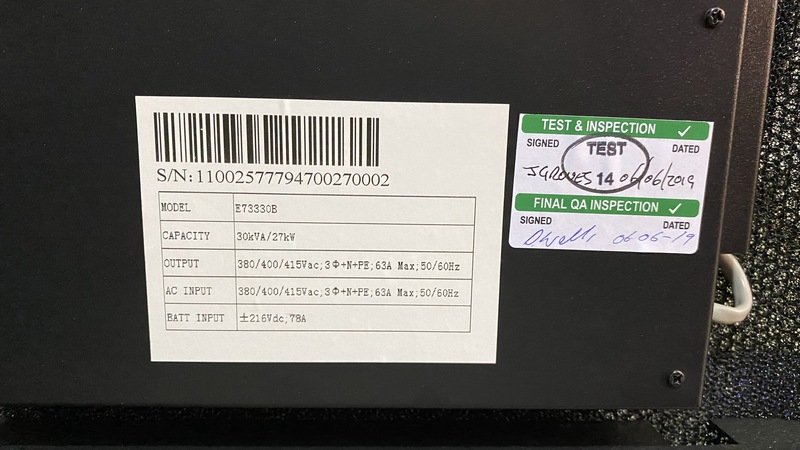 S/N:11002577794700270002
MODEL E73330B
CAPACITY 30kVA/27kW
OUTPUT 380/400/415Vac;3Φ+N+PE;63A Max;50/60Hz
AC INPUT 380/400/415Vac;3Φ+N+PE;63A Max;50/60Hz
BATT INPUT ±216Vdc;78A
TEST & INSPECTION ✓
SIGNED TEST DATED
14 06/06/2019
FINAL QA INSPECTION ✓
SIGNED DATED
06-06-19